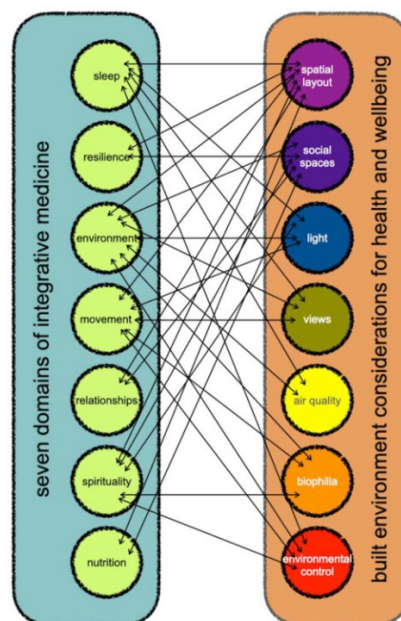 seven domains of integrative medicine
sleep
resilience
environment
movement
relationships
spirituality
nutrition
spatial
layout
social
spaces
light
views
air quality
biophilia
environmental
control
built environment considerations for health and wellbeing